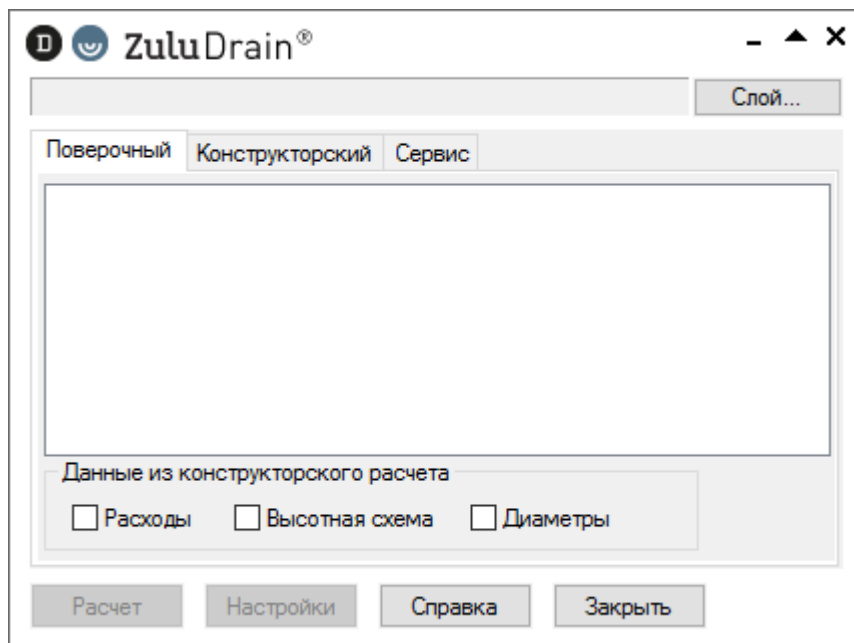 D ZuluDrain®
Слой...
Поверочный Конструкторский Сервис
Данные из конструкторского расчета
Расходы Высотная схема Диаметры
Расчет Настройки Справка Закрыть